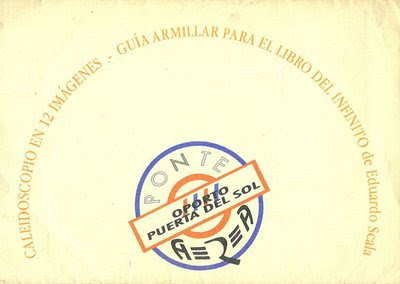 CALEIDOSCOPIO EN 12 IMÁGENES - GUÍA ARMILLAR PARA EL LIBRO DEL INFINITO de Eduardo Scala
PONTE
OPORTO
PUERTA DEL SOL
AEREA